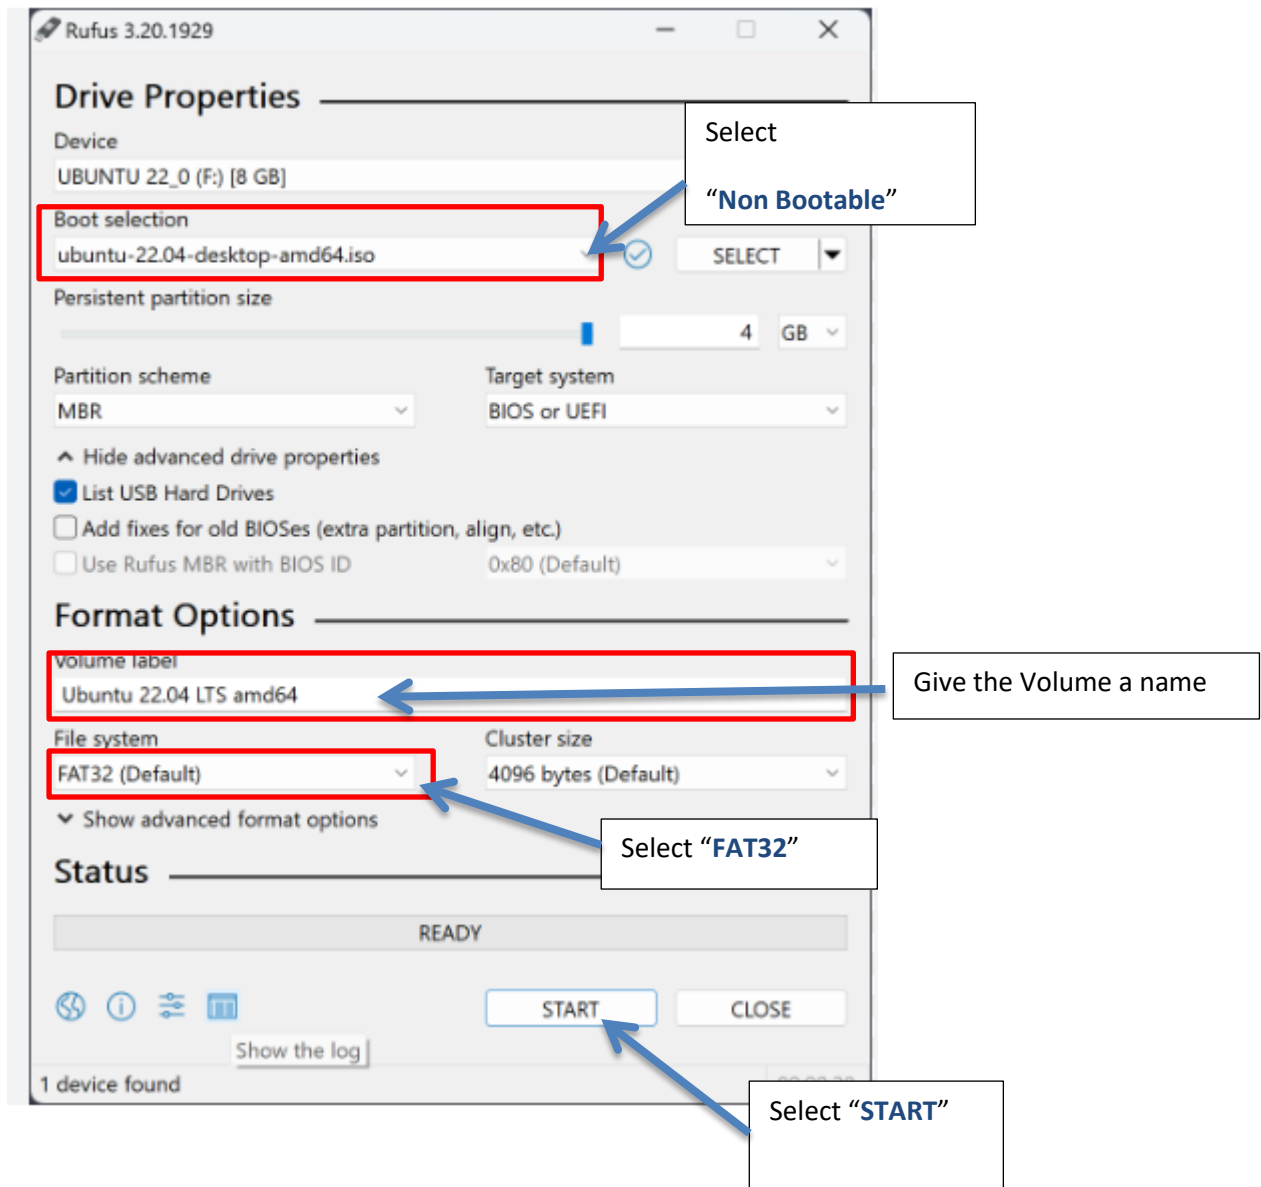 Rufus 3.20.1929
Drive Properties
Device
UBUNTU 22_0 (F:) [8 GB]
Select
“Non Bootable”
Boot selection
ubuntu-22.04-desktop-amd64.iso
SELECT
Persistent partition size
4 GB
Partition scheme Target system
MBR BIOS or UEFI
Hide advanced drive properties
List USB Hard Drives
Add fixes for old BIOSes (extra partition, align, etc.)
Use Rufus MBR with BIOS ID 0x80 (Default)
Format Options
Volume label
Ubuntu 22.04 LTS amd64
Give the Volume a name
File system Cluster size
FAT32 (Default) 4096 bytes (Default)
Show advanced format options
Select “FAT32”
Status
READY
START CLOSE
Show the log
1 device found
Select “START”